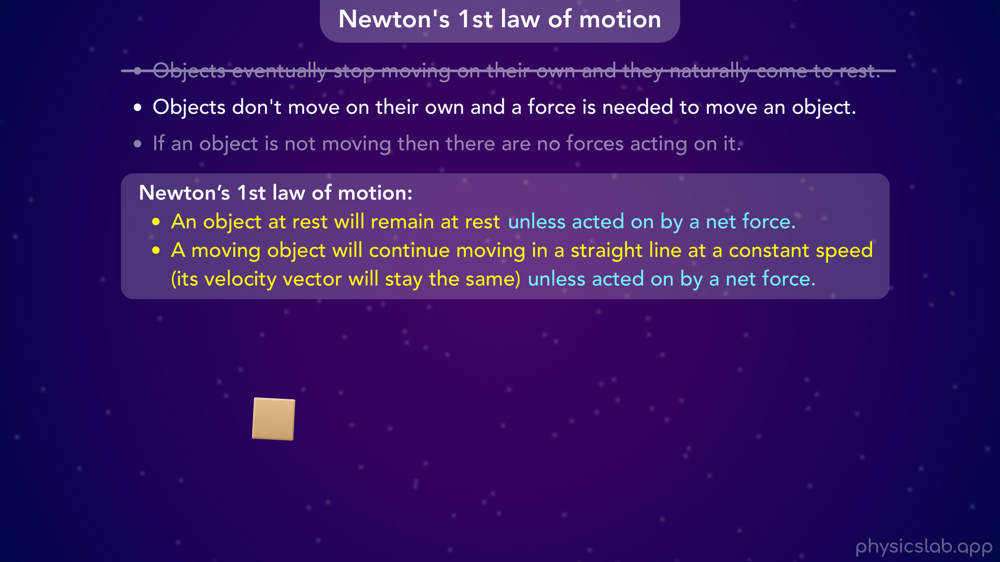 Newton's 1st law of motion
• Objects eventually stop moving on their own and they naturally come to rest.
• Objects don't move on their own and a force is needed to move an object.
• If an object is not moving then there are no forces acting on it.
Newton’s 1st law of motion:
• An object at rest will remain at rest unless acted on by a net force.
• A moving object will continue moving in a straight line at a constant speed
(its velocity vector will stay the same) unless acted on by a net force.
physicslab.app